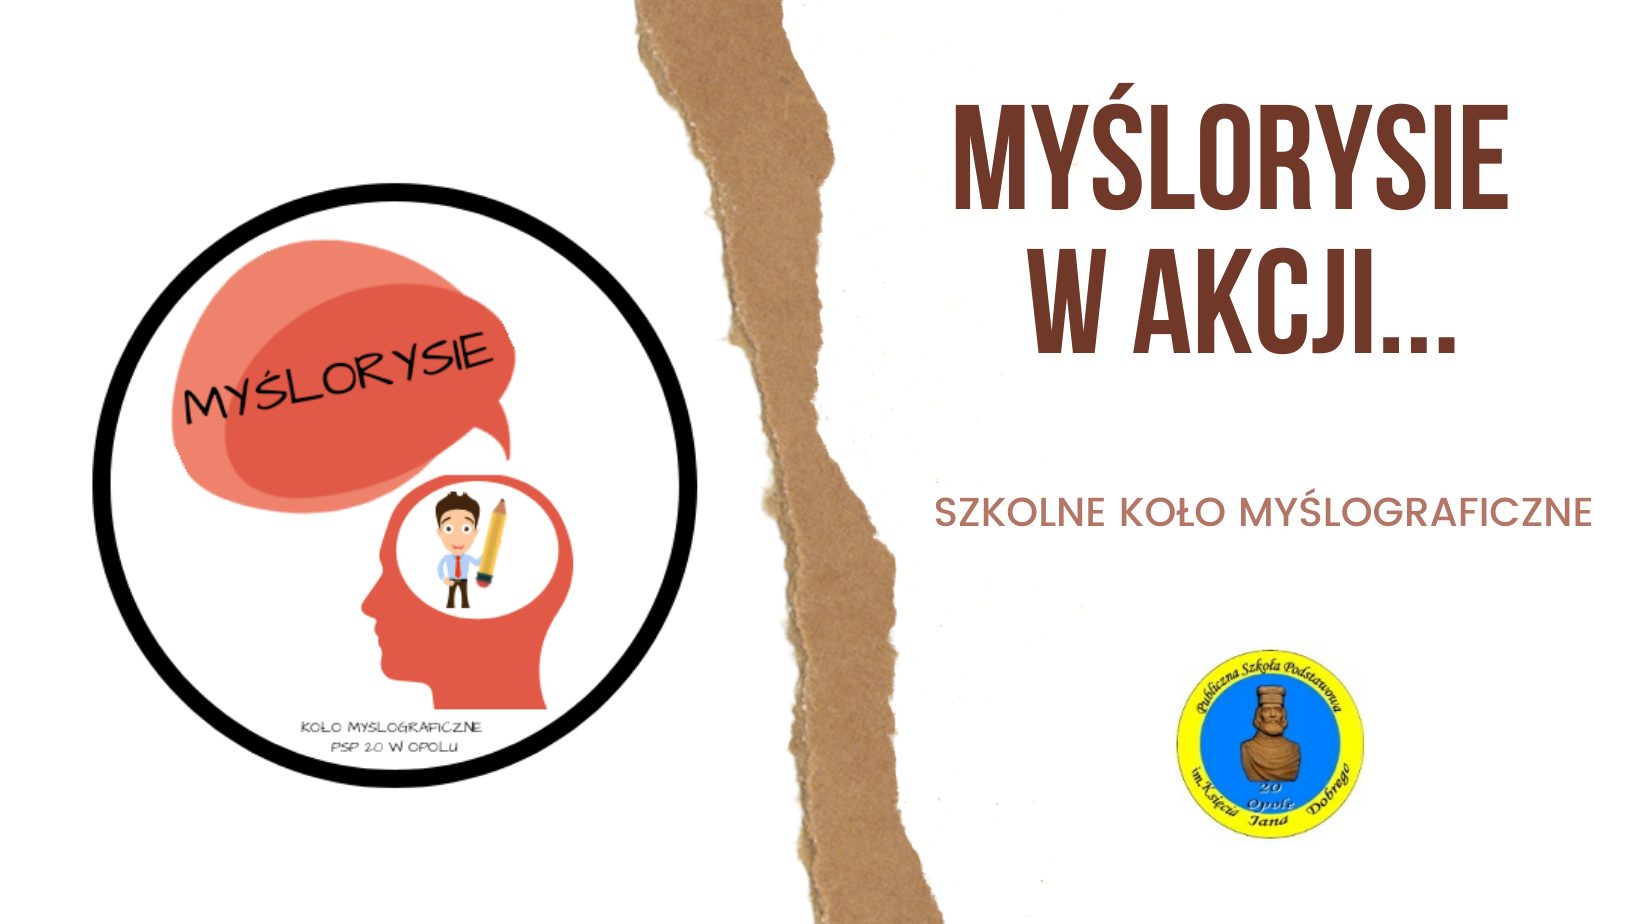 MYŚLORYSIE
KOŁO MYŚLOGRAFICZNE
PSP 20 W OPOLU
MYŚLORYSIE
W AKCJI...
SZKOLNE KOŁO MYŚLOGRAFICZNE
Publiczna Szkoła Podstawowa
20
Opole
im. Księcia Jana Dobrego